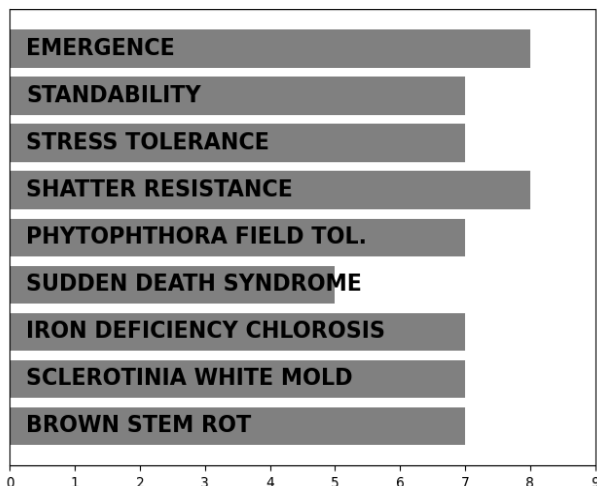 EMERGENCE
STANDABILITY
STRESS TOLERANCE
SHATTER RESISTANCE
PHYTOPHTHORA FIELD TOL.
SUDDEN DEATH SYNDROME
IRON DEFICIENCY CHLOROSIS
SCLEROTINIA WHITE MOLD
BROWN STEM ROT
0 1 2 3 4 5 6 7 8 9